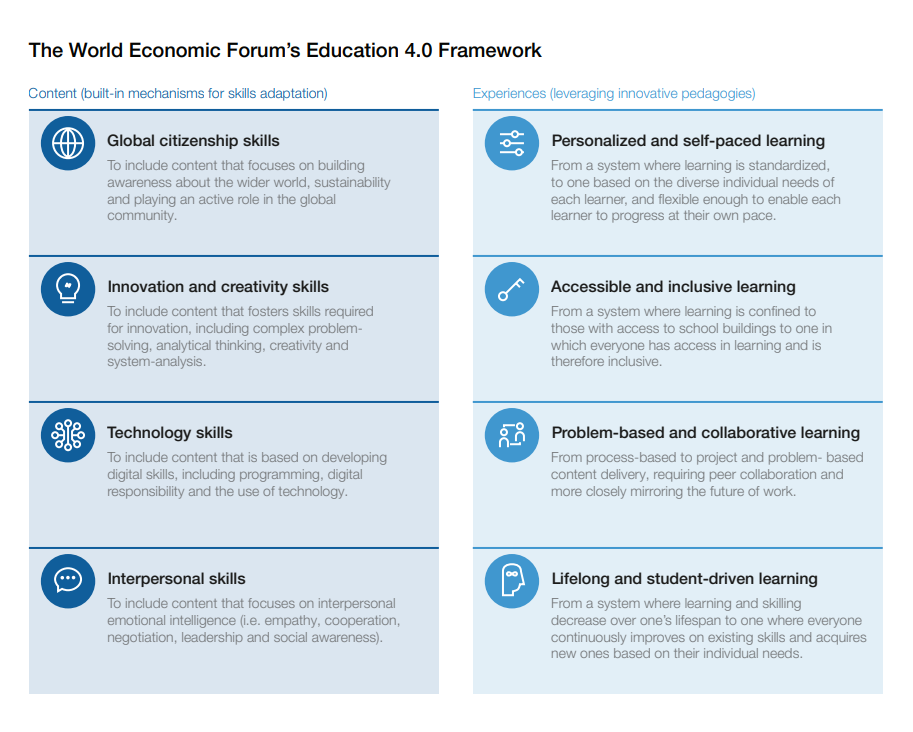 The World Economic Forum's Education 4.0 Framework
Content (built-in mechanisms for skills adaptation)
Global citizenship skills
To include content that focuses on building
awareness about the wider world, sustainability
and playing an active role in the global
community.
Innovation and creativity skills
To include content that fosters skills required
for innovation, including complex problem-
solving, analytical thinking, creativity and
system-analysis.
Technology skills
To include content that is based on developing
digital skills, including programming, digital
responsibility and the use of technology.
Interpersonal skills
To include content that focuses on interpersonal
emotional intelligence (i.e. empathy, cooperation,
negotiation, leadership and social awareness).
Experiences (leveraging innovative pedagogies)
Personalized and self-paced learning
From a system where learning is standardized,
to one based on the diverse individual needs of
each learner, and flexible enough to enable each
learner to progress at their own pace.
Accessible and inclusive learning
From a system where learning is confined to
those with access to school buildings to one in
which everyone has access in learning and is
therefore inclusive.
Problem-based and collaborative learning
From process-based to project and problem- based
content delivery, requiring peer collaboration and
more closely mirroring the future of work.
Lifelong and student-driven learning
From a system where learning and skilling
decrease over one's lifespan to one where everyone
continuously improves on existing skills and acquires
new ones based on their individual needs.